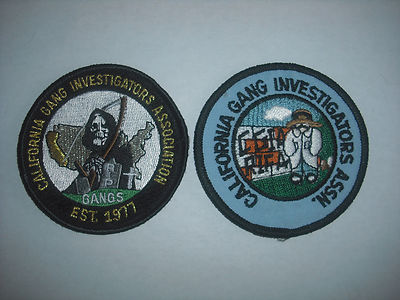 CALIFORNIA GANG INVESTIGATORS ASSOCIATION
GANGS
EST. 1977
CALIFORNIA GANG INVESTIGATORS ASSN.